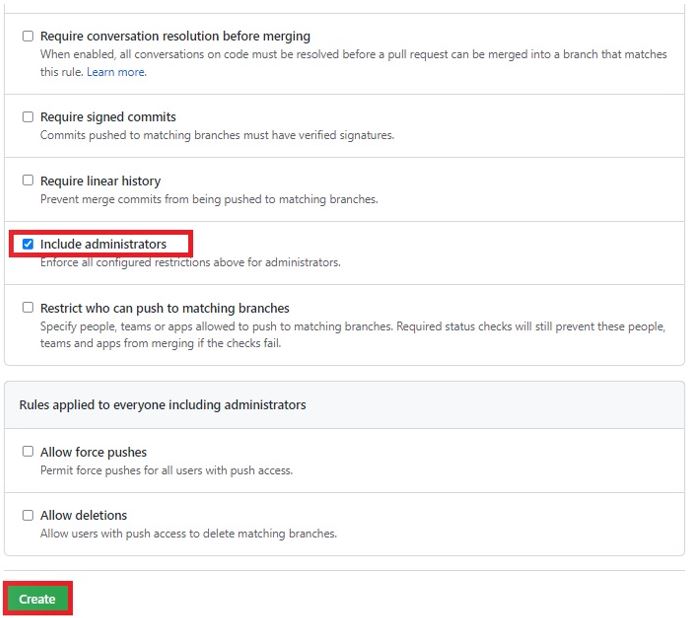 Require conversation resolution before merging
When enabled, all conversations on code must be resolved before a pull request can be merged into a branch that matches
this rule. Learn more.
Require signed commits
Commits pushed to matching branches must have verified signatures.
Require linear history
Prevent merge commits from being pushed to matching branches.
Include administrators
Enforce all configured restrictions above for administrators.
Restrict who can push to matching branches
Specify people, teams or apps allowed to push to matching branches. Required status checks will still prevent these people,
teams and apps from merging if the checks fail.
Rules applied to everyone including administrators
Allow force pushes
Permit force pushes for all users with push access.
Allow deletions
Allow users with push access to delete matching branches.
Create